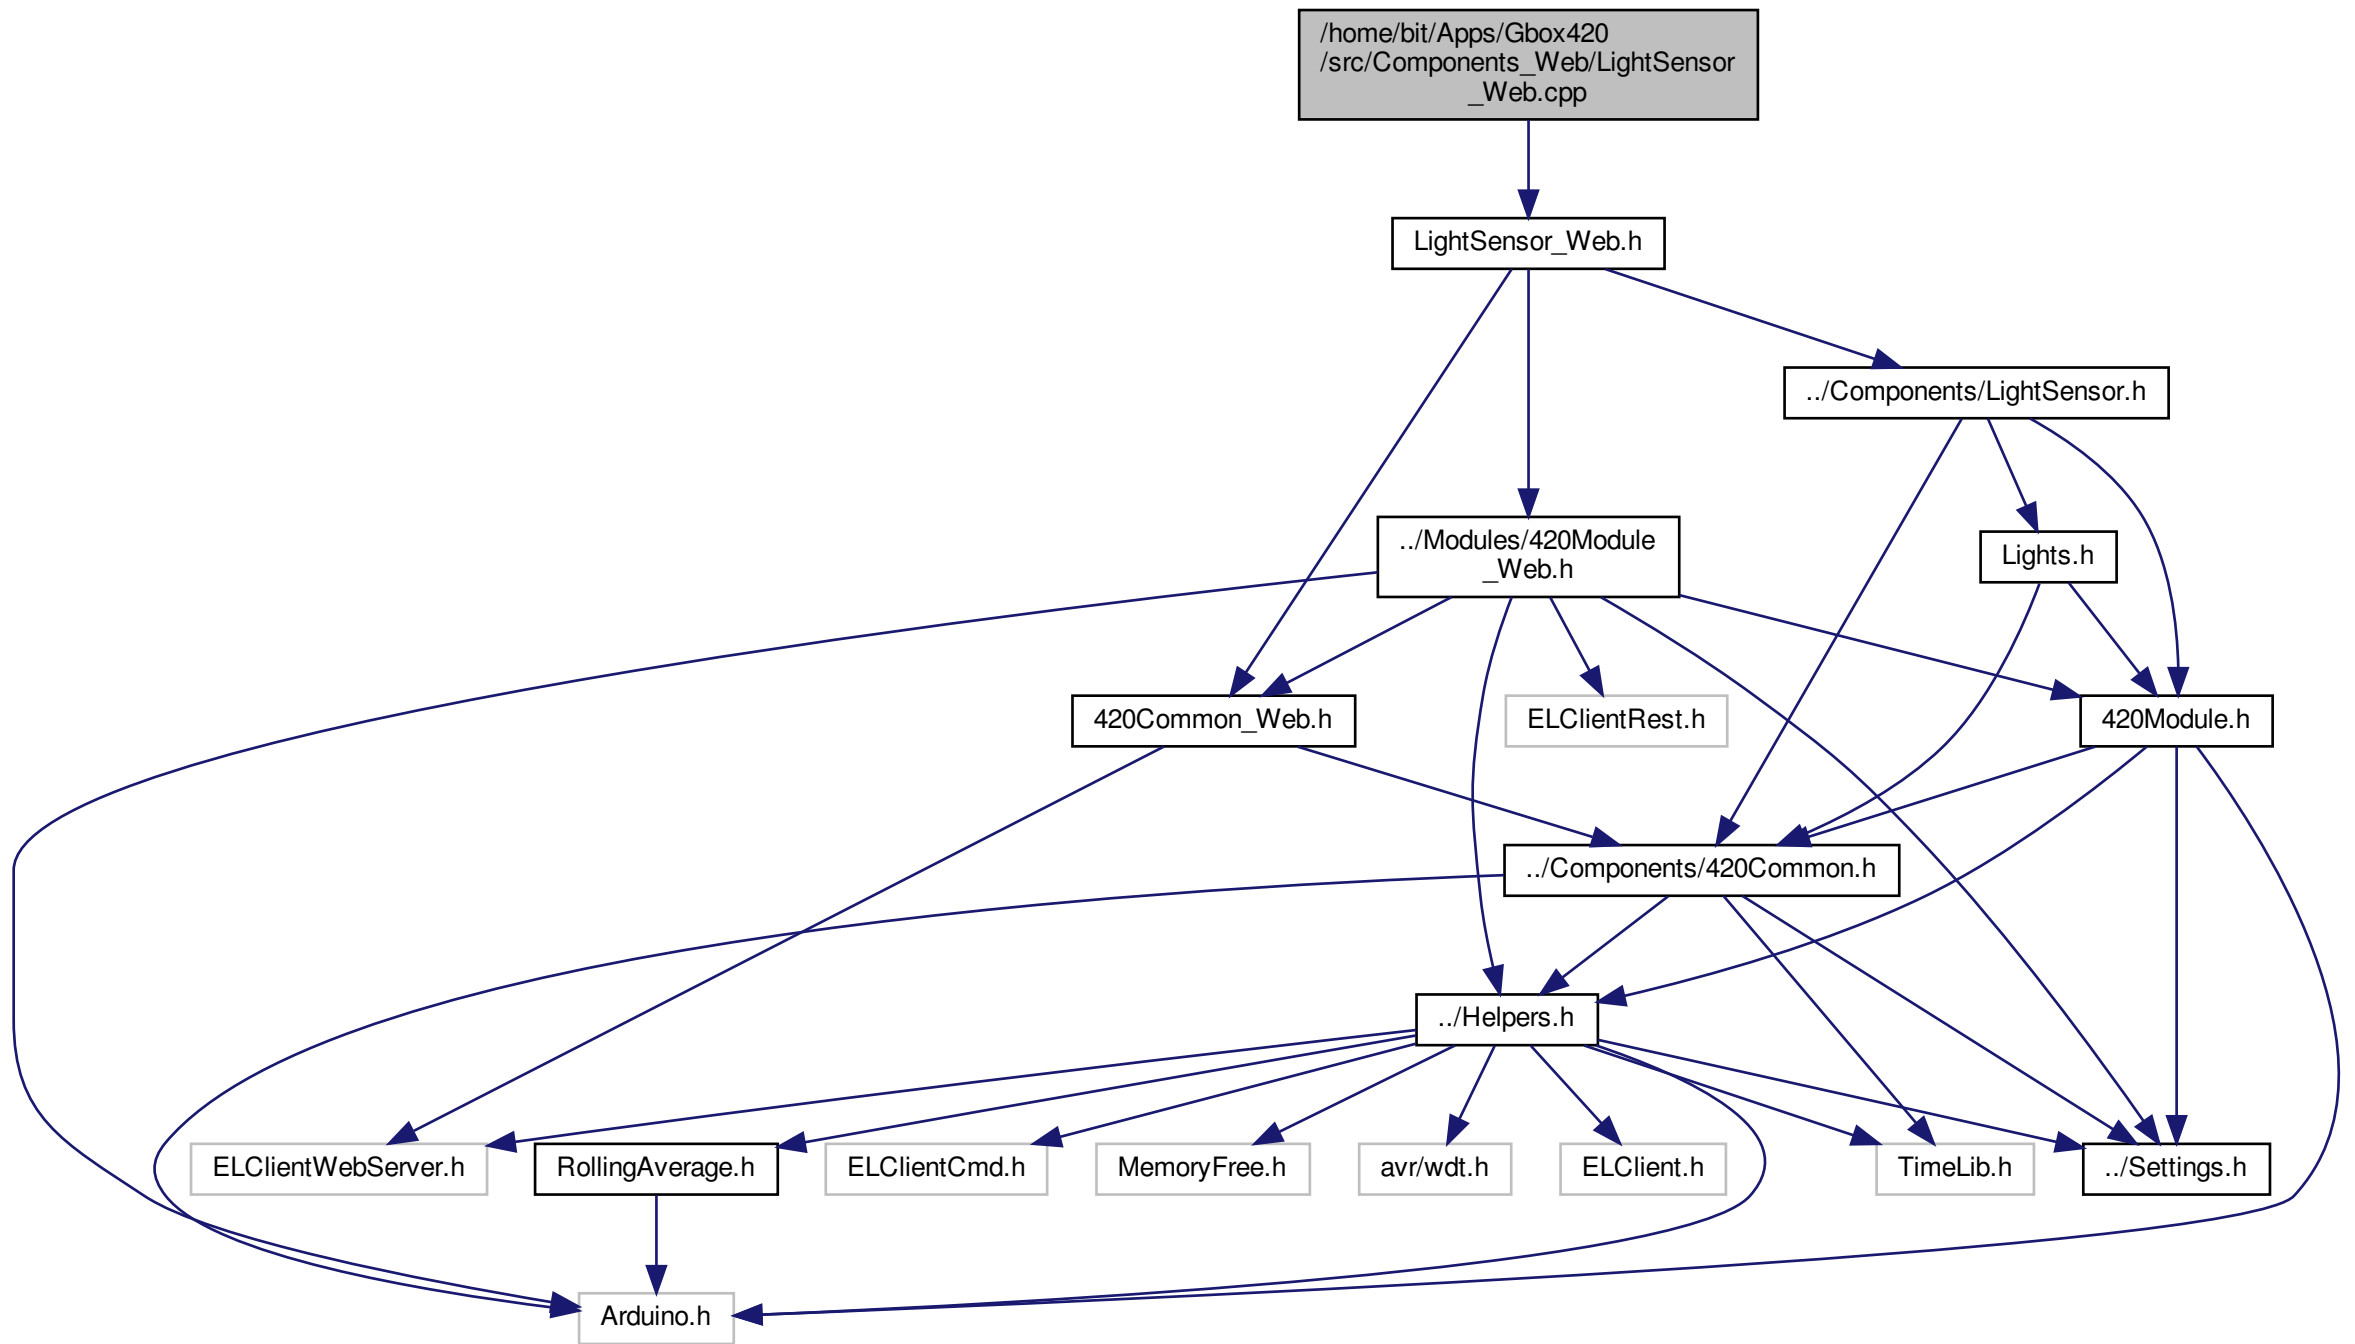 /home/bit/Apps/Gbox420
/src/Components_Web/LightSensor
_Web.cpp
LightSensor_Web.h
../Components/LightSensor.h
../Modules/420Module
_Web.h
Lights.h
420Common_Web.h
ELClientRest.h
420Module.h
../Components/420Common.h
../Helpers.h
ELClientWebServer.h
RollingAverage.h
ELClientCmd.h
MemoryFree.h
avr/wdt.h
ELClient.h
TimeLib.h
../Settings.h
Arduino.h